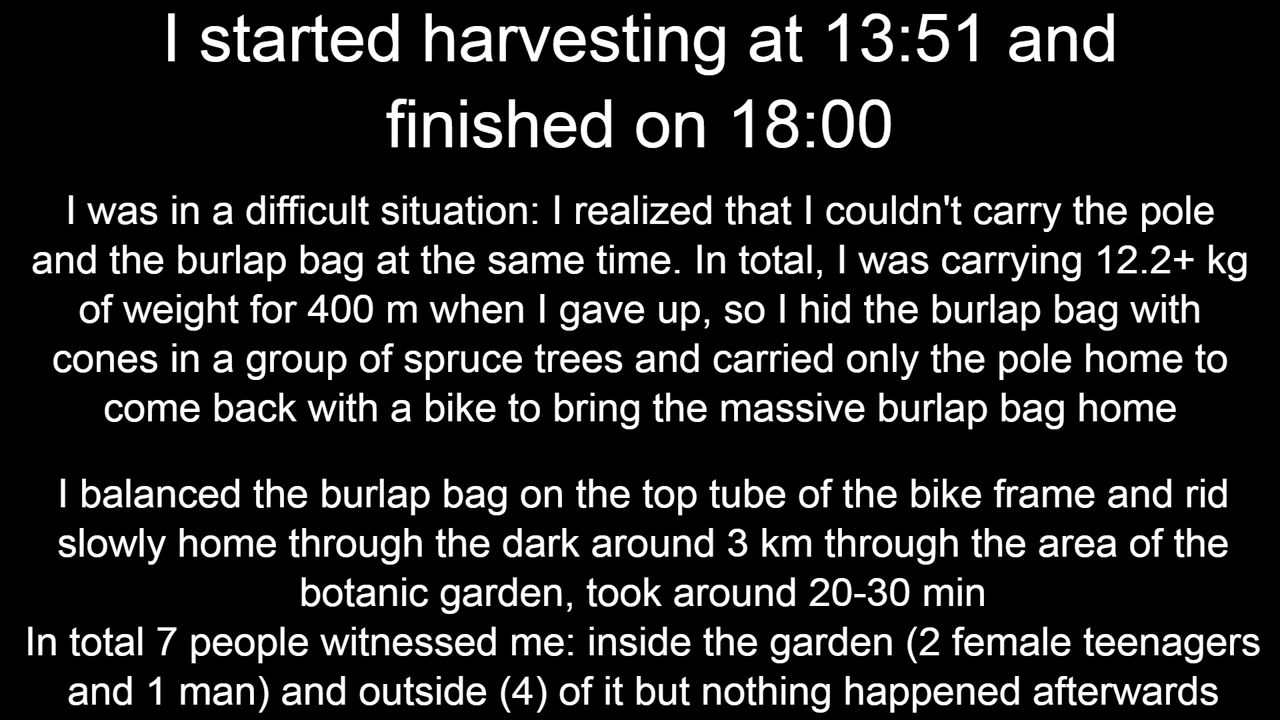 I started harvesting at 13:51 and
finished on 18:00
I was in a difficult situation: I realized that I couldn't carry the pole
and the burlap bag at the same time. In total, I was carrying 12.2+ kg
of weight for 400 m when I gave up, so I hid the burlap bag with
cones in a group of spruce trees and carried only the pole home to
come back with a bike to bring the massive burlap bag home
I balanced the burlap bag on the top tube of the bike frame and rid
slowly home through the dark around 3 km through the area of the
botanic garden, took around 20-30 min
In total 7 people witnessed me: inside the garden (2 female teenagers
and 1 man) and outside (4) of it but nothing happened afterwards